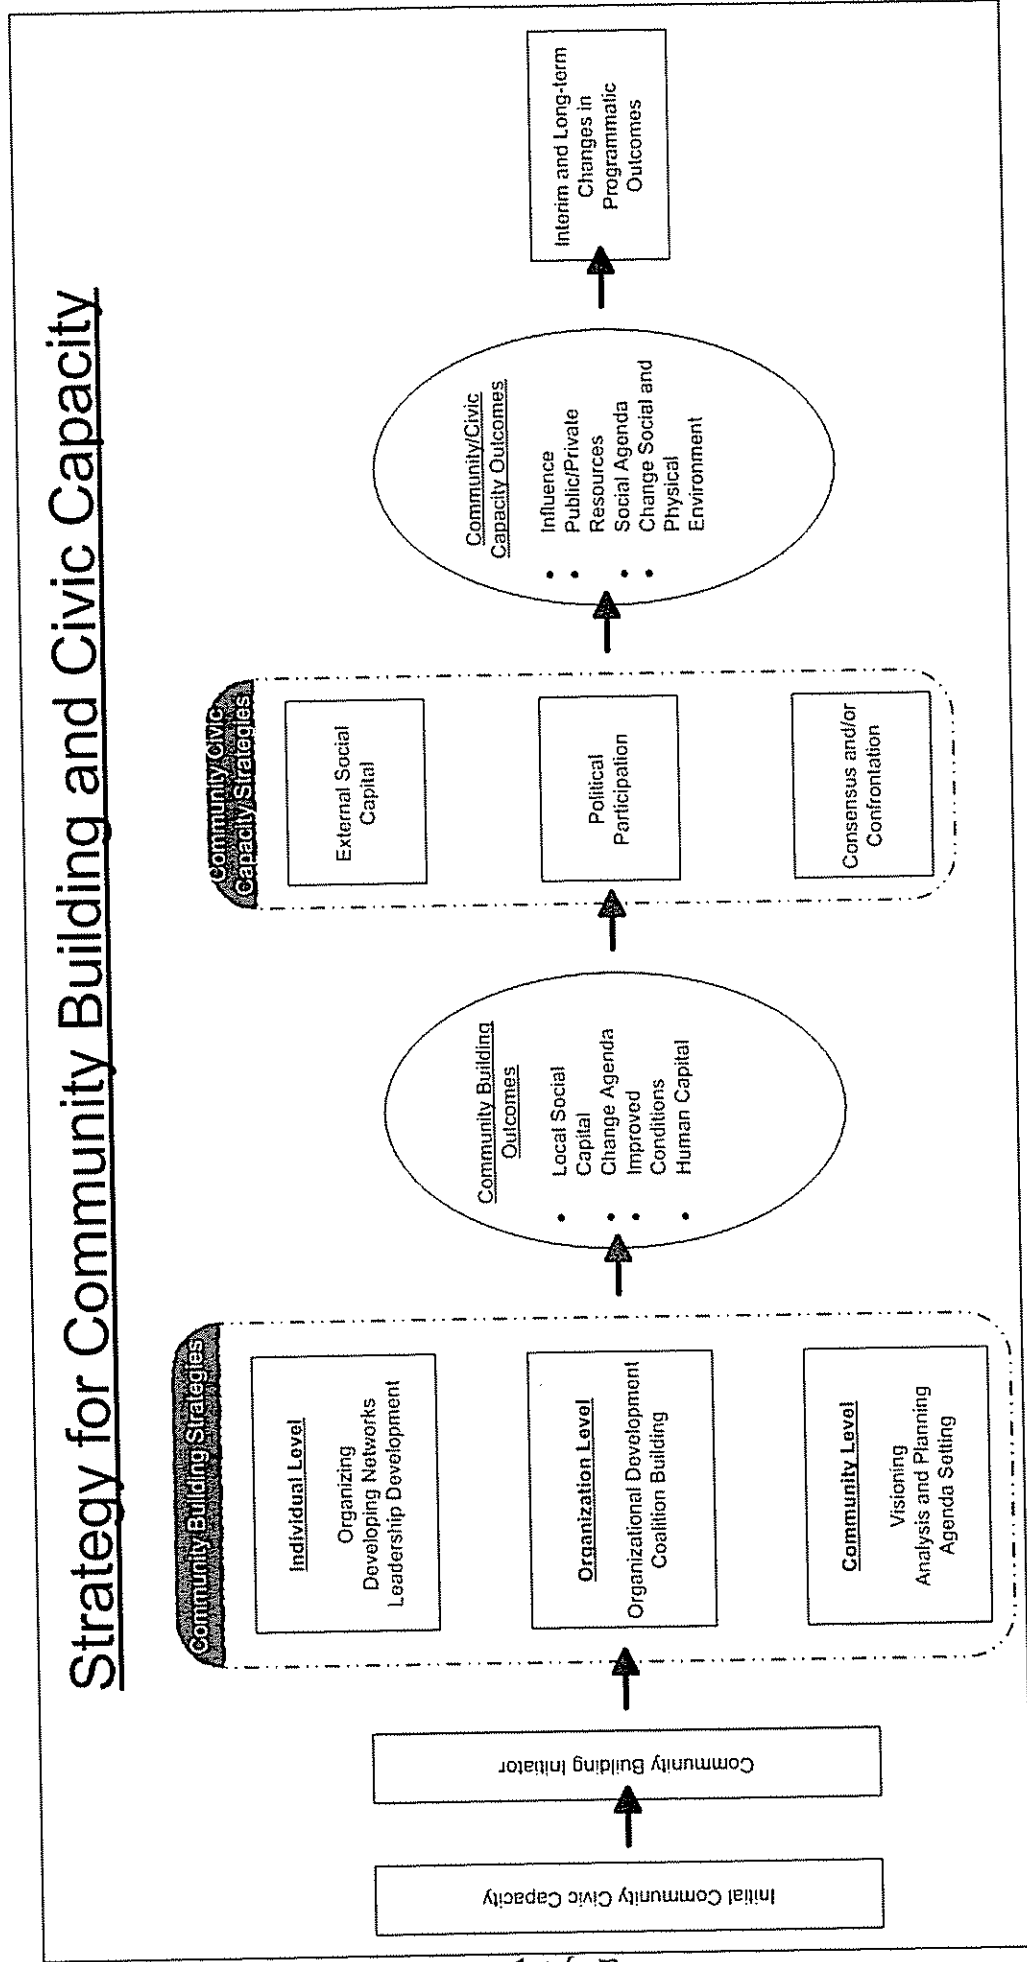 Strategy for Community Building and Civic Capacity
Initial Community Civic Capacity
Community Building Initiator
Community Building Strategies
Individual Level
Organizing
Developing Networks
Leadership Development
Organization Level
Organizational Development
Coalition Building
Community Level
Visioning
Analysis and Planning
Agenda Setting
Community Building
Outcomes
• Local Social
Capital
• Change Agenda
• Improved
Conditions
• Human Capital
Community Civic
Capacity Strategies
External Social
Capital
Political
Participation
Consensus and/or
Confrontation
Community/Civic
Capacity Outcomes
• Influence
• Public/Private
Resources
• Social Agenda
• Change Social and
Physical
Environment
Interim and Long-term
Changes in
Programmatic
Outcomes